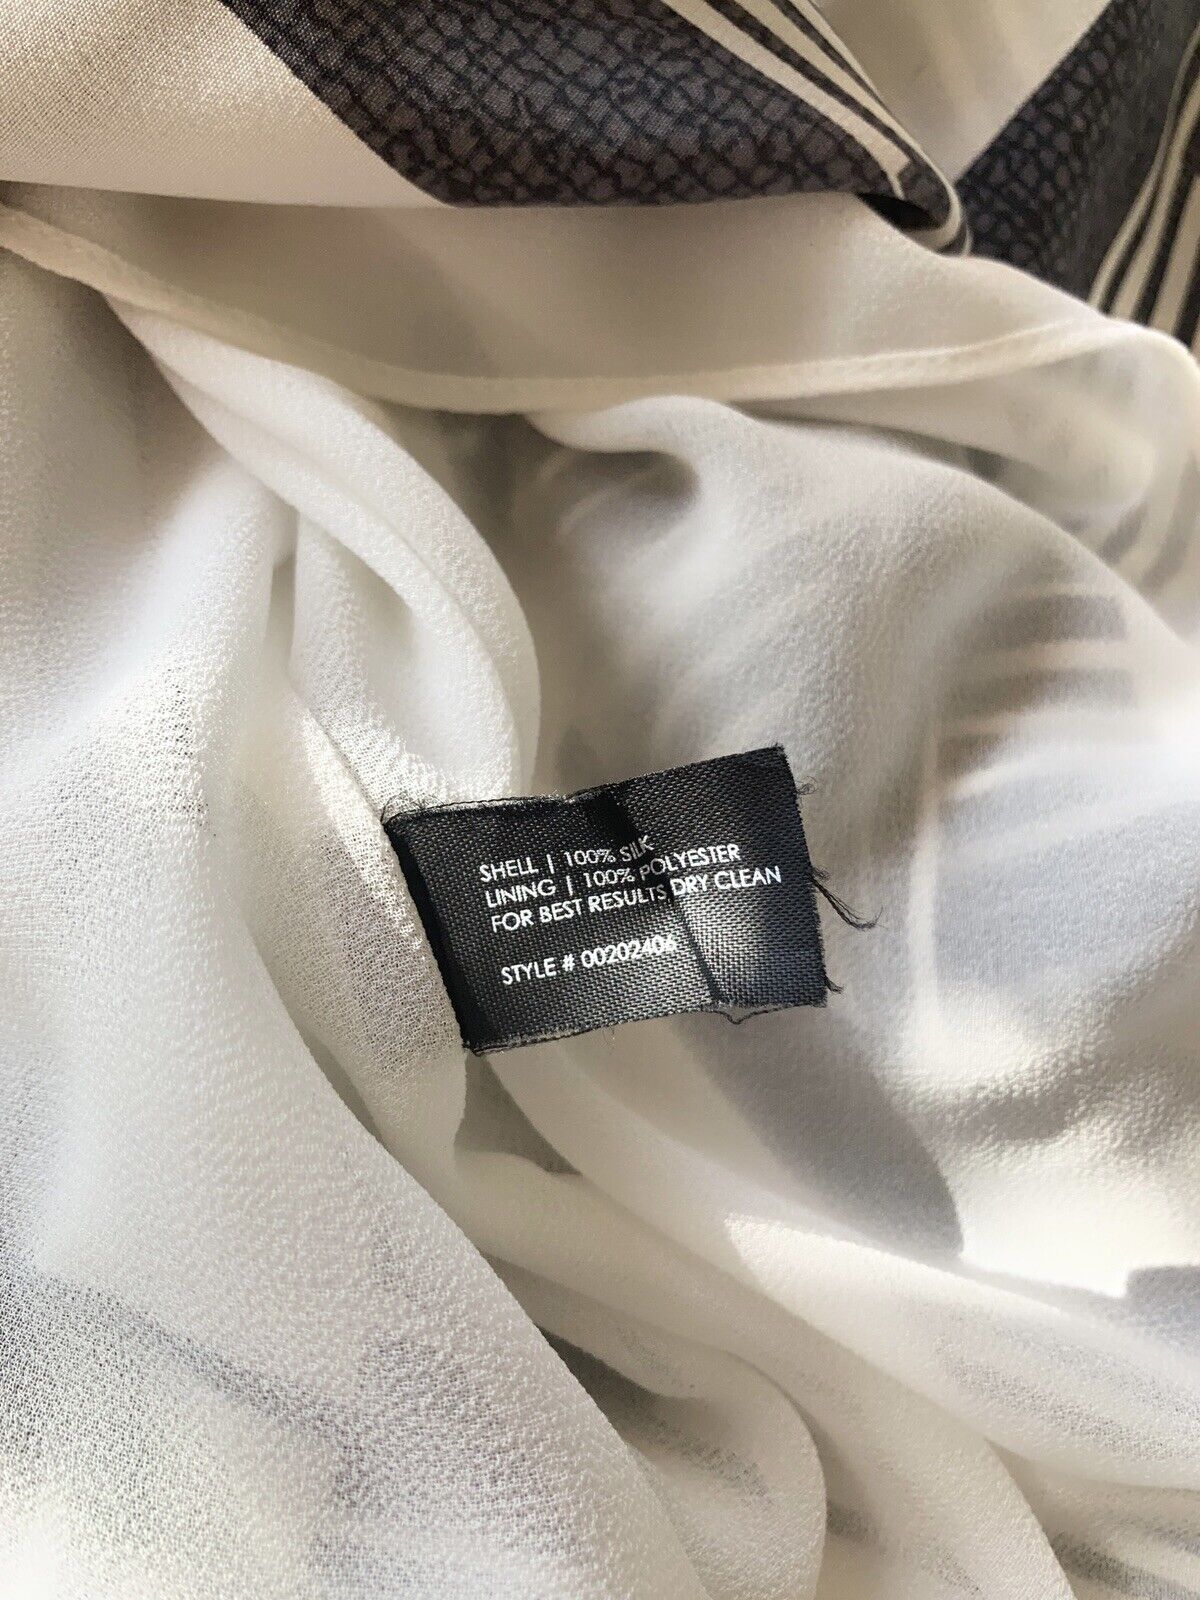 SHELL | 100% SILK
LINING | 100% POLYESTER
FOR BEST RESULTS DRY CLEAN
STYLE # 00202406